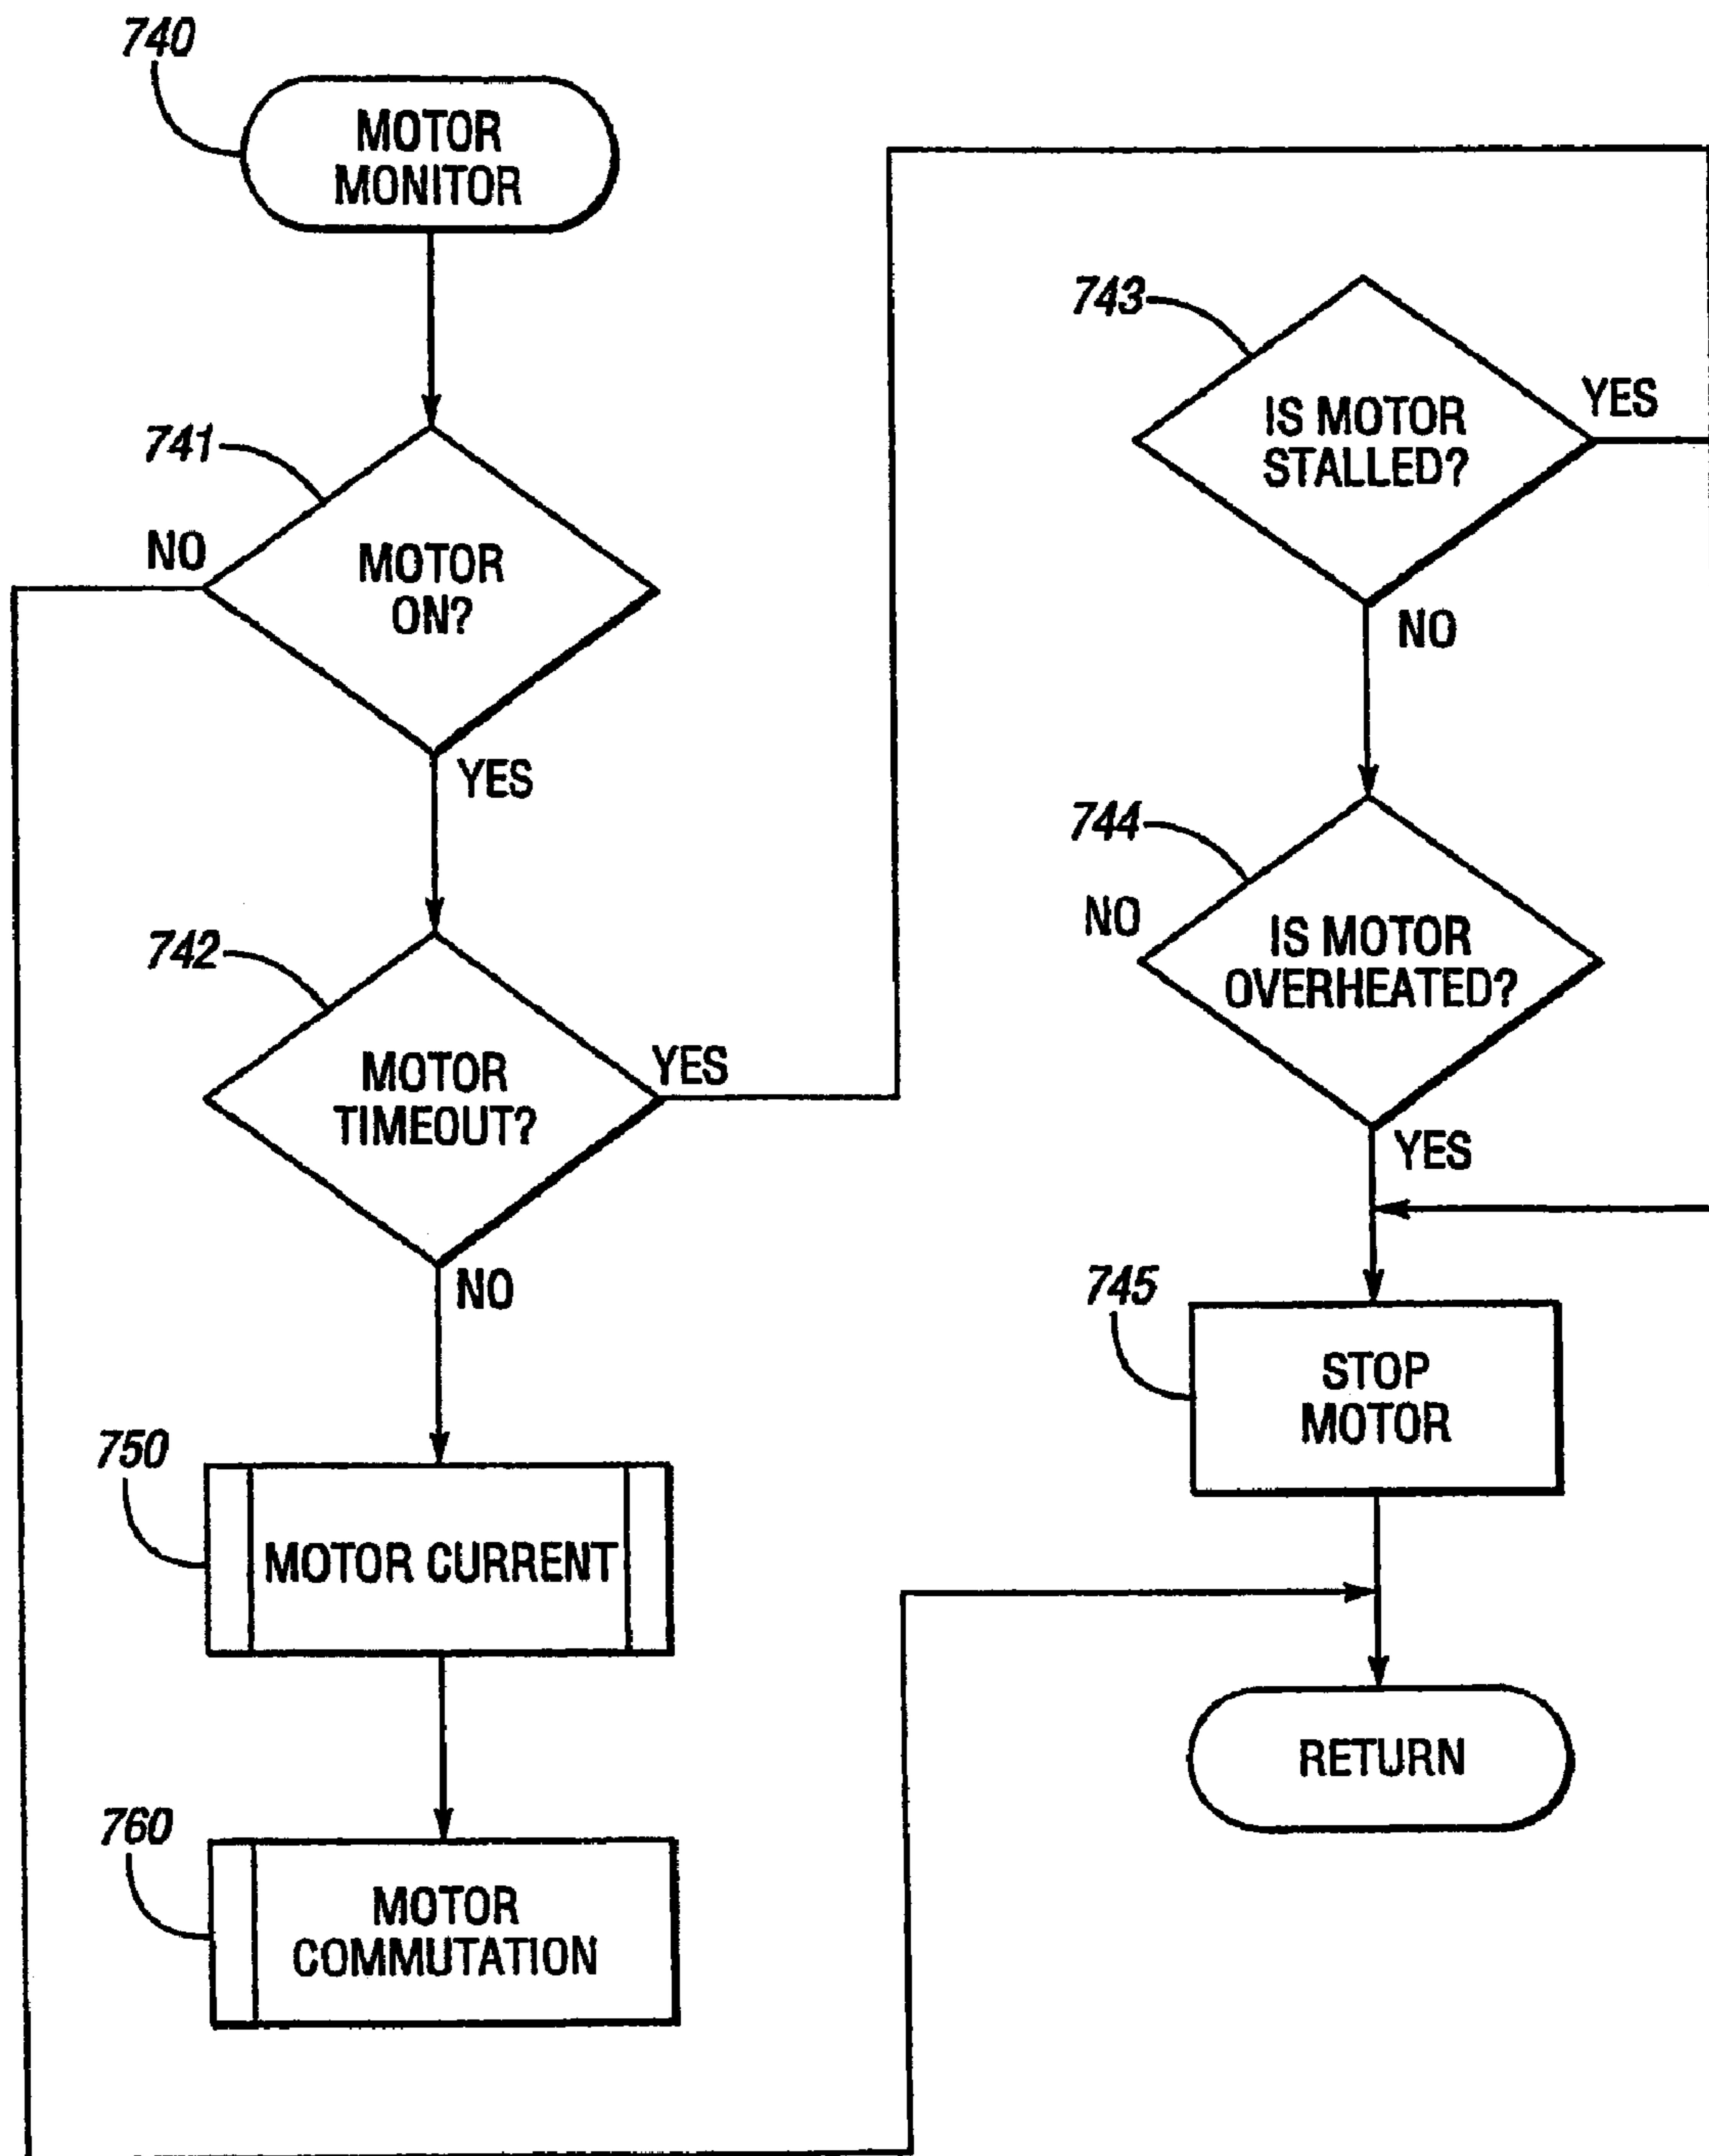 740
MOTOR
MONITOR
741
NO
MOTOR
ON?
YES
742
MOTOR
TIMEOUT?
YES
NO
750
MOTOR CURRENT
760
MOTOR
COMMUTATION
743
IS MOTOR
STALLED?
YES
NO
744
NO
IS MOTOR
OVERHEATED?
YES
745
STOP
MOTOR
RETURN